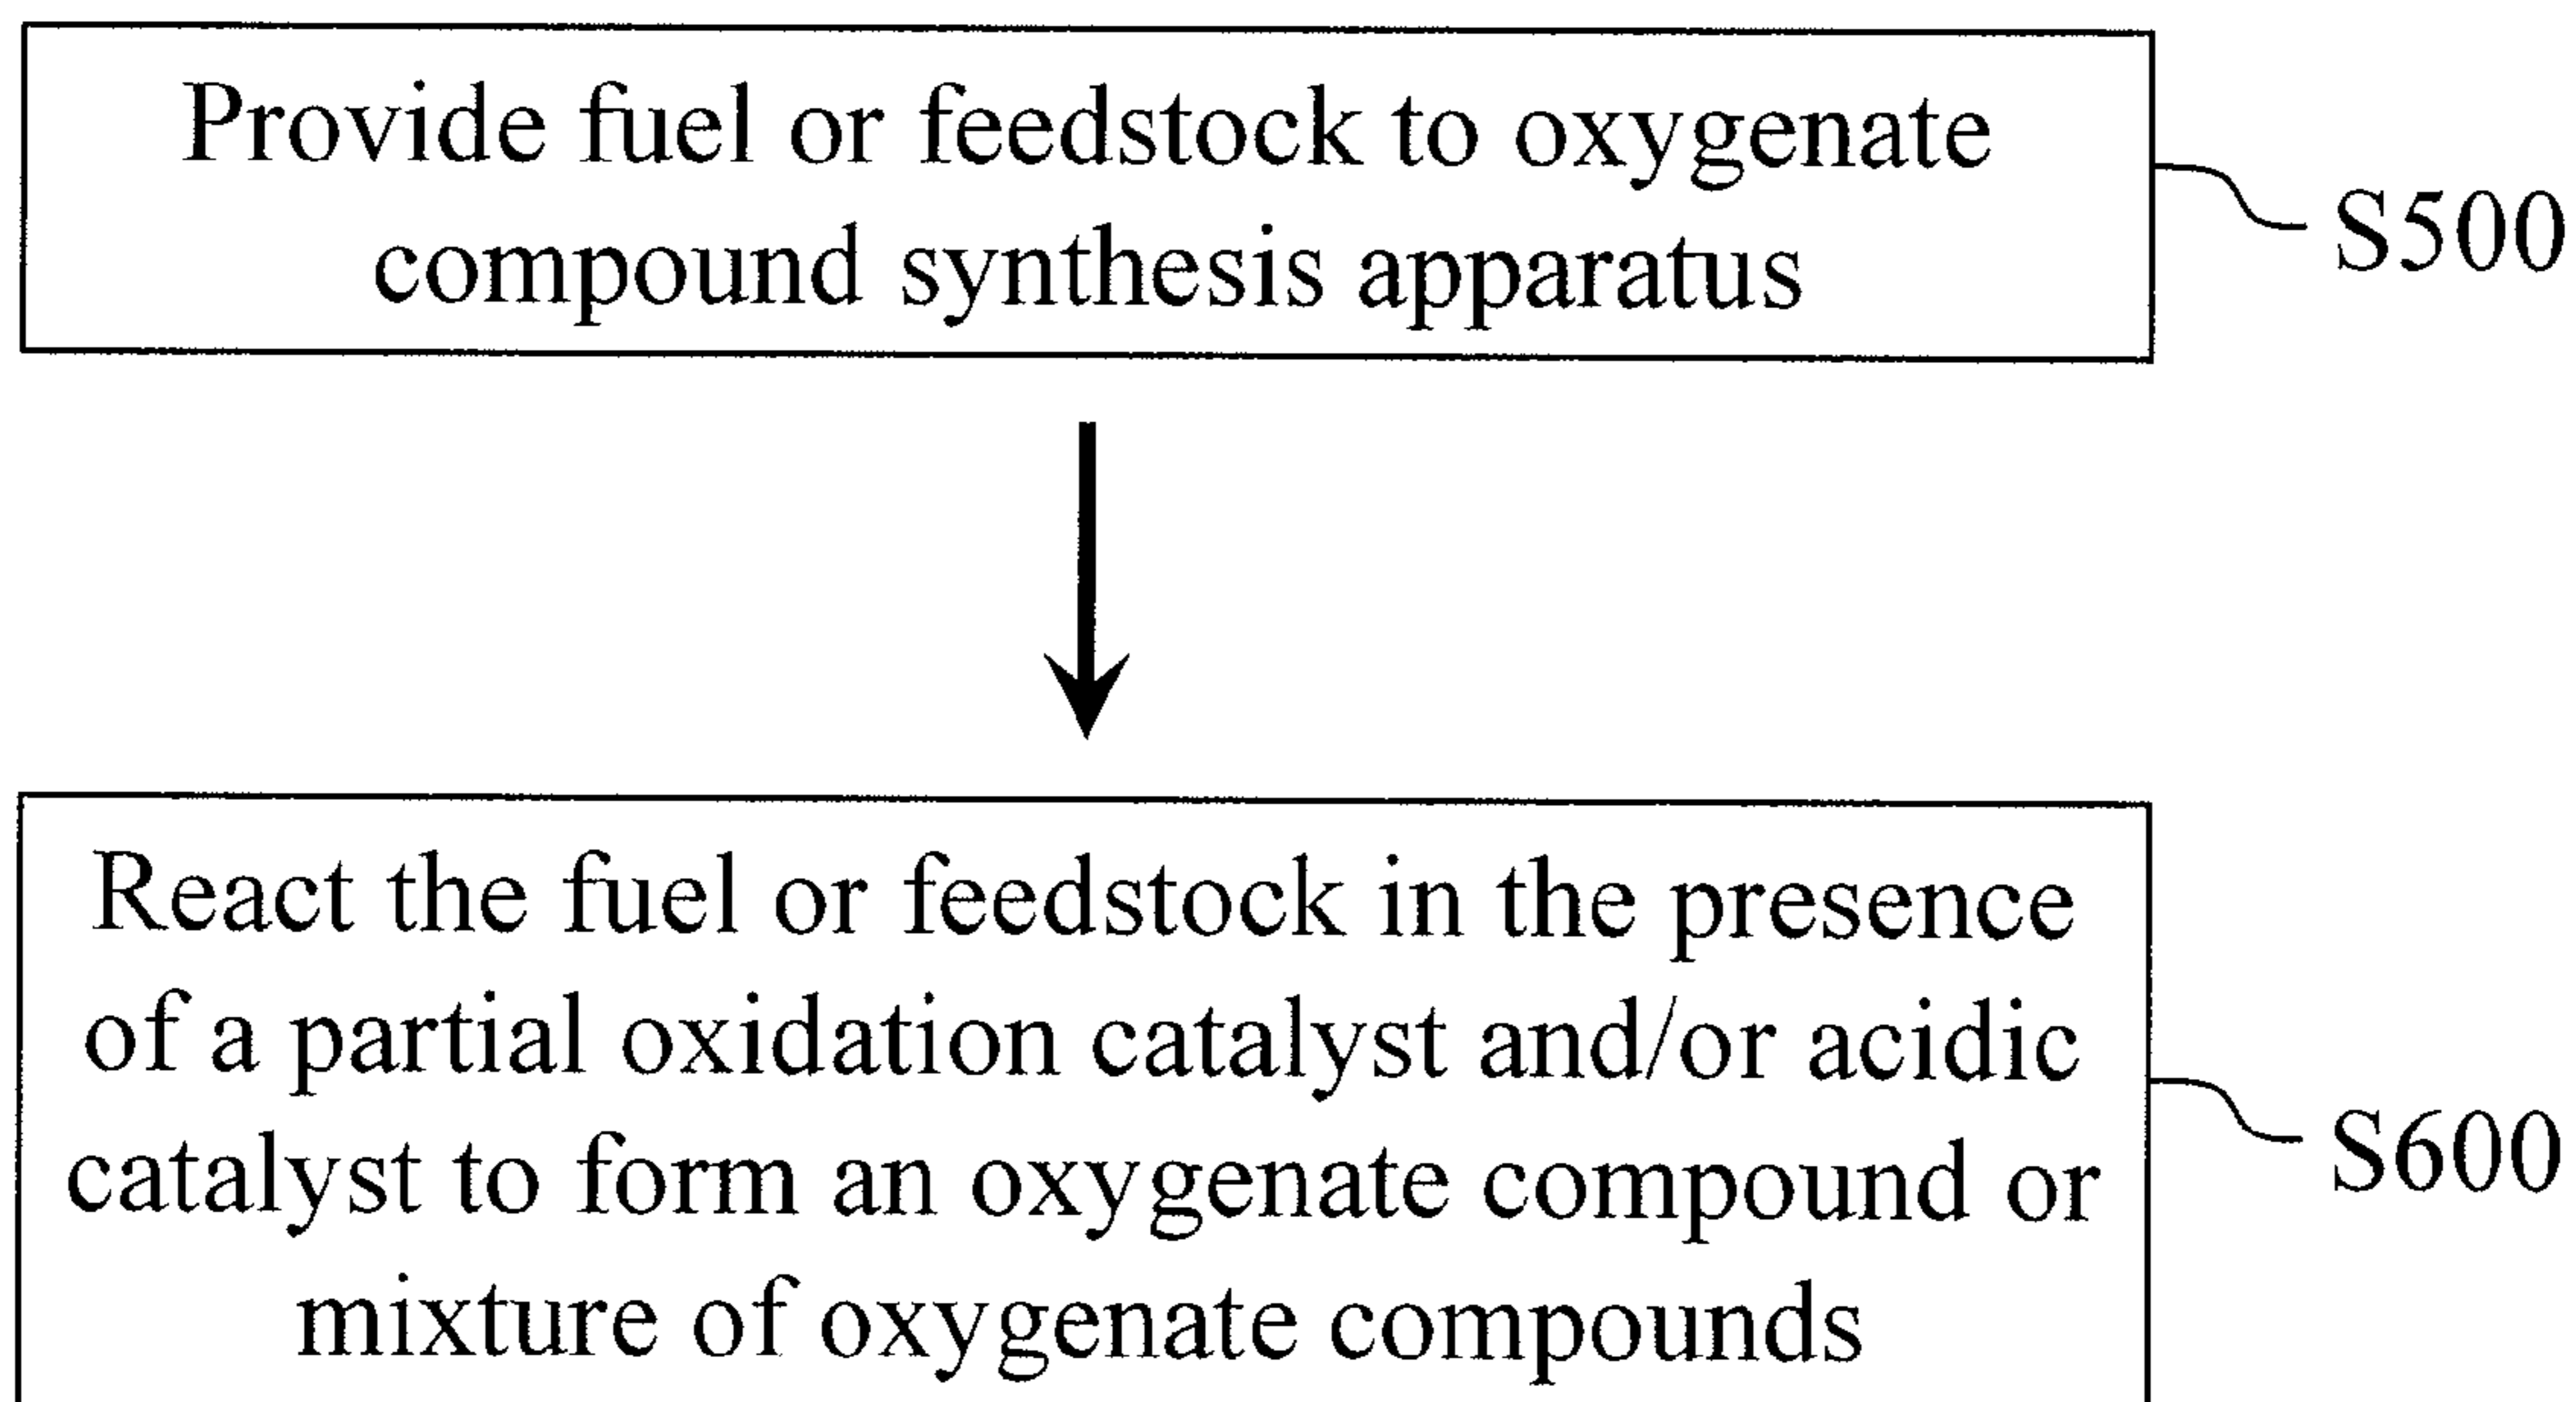 Provide fuel or feedstock to oxygenate
compound synthesis apparatus
S500
React the fuel or feedstock in the presence
of a partial oxidation catalyst and/or acidic
catalyst to form an oxygenate compound or
mixture of oxygenate compounds
S600